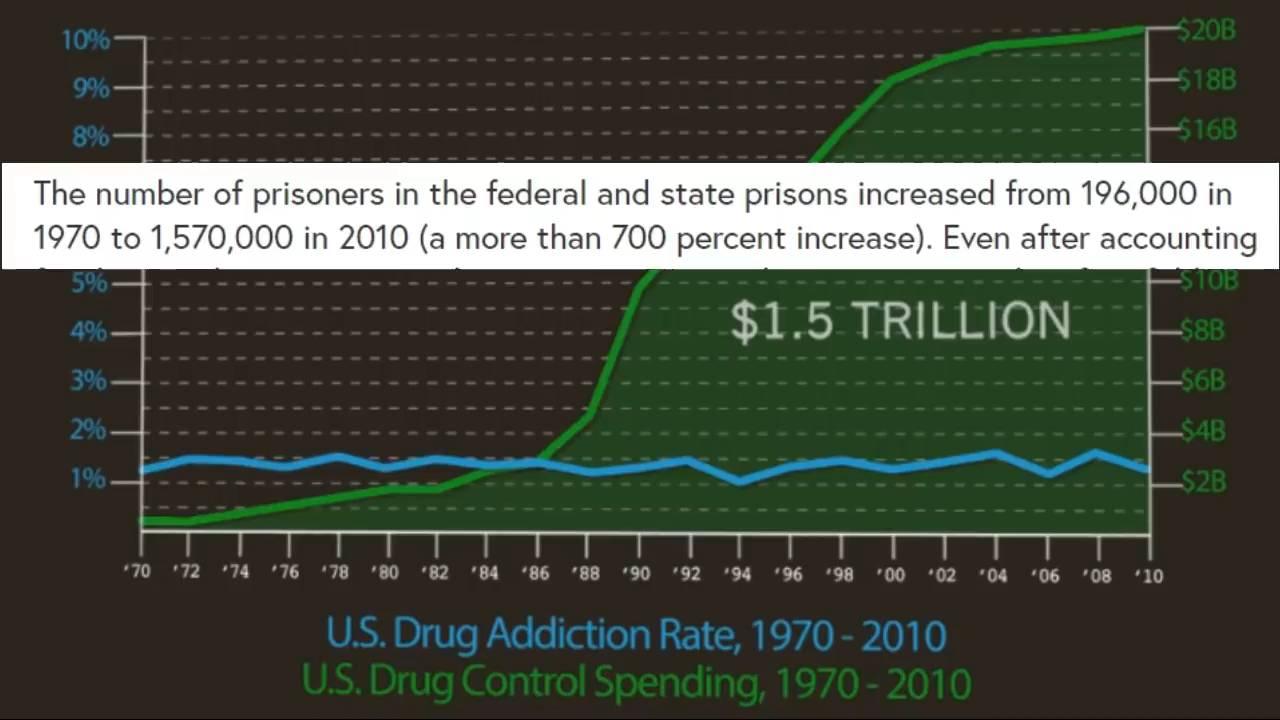 10%
$20B
9%
$18B
8%
$16B
The number of prisoners in the federal and state prisons increased from 196,000 in
1970 to 1,570,000 in 2010 (a more than 700 percent increase). Even after accounting
5%
$10B
$1.5 TRILLION
4%
$8B
3%
$6B
2%
$4B
1%
$2B
'70 '72 '74 '76 '78 '80 '82 '84 '86 '88 '90 '92 '94 '96 '98 '00 '02 '04 '06 '08 '10
U.S. Drug Addiction Rate, 1970 - 2010
U.S. Drug Control Spending, 1970 - 2010